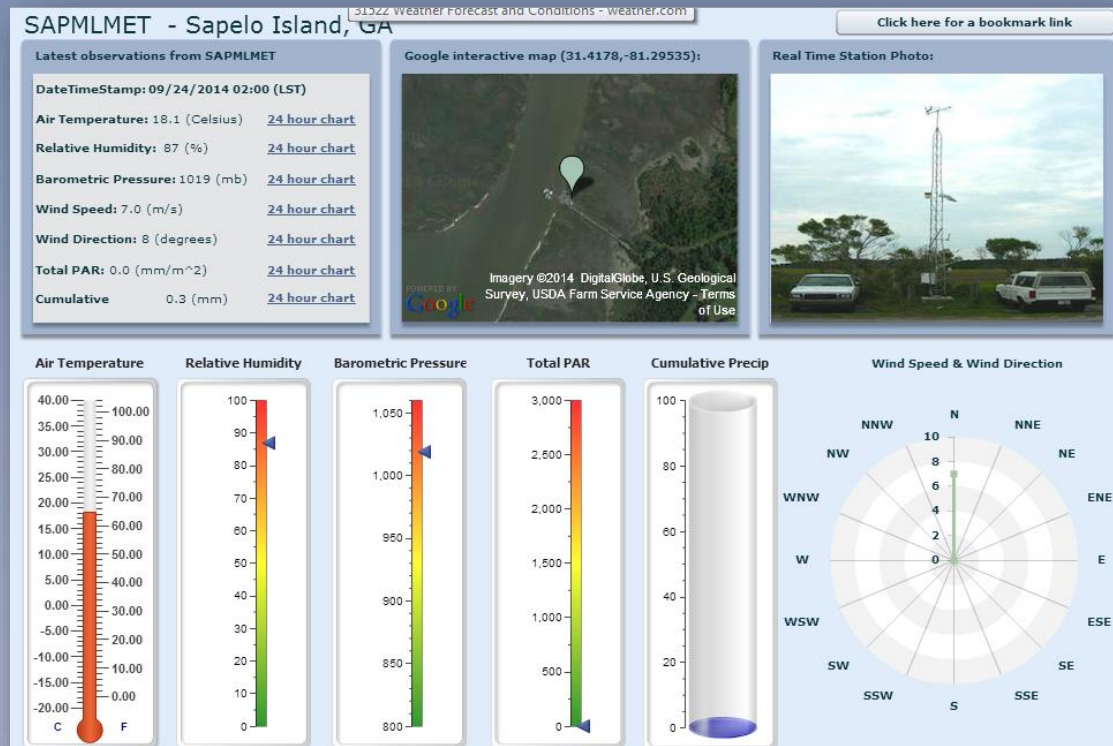 31522 Weather Forecast and Conditions - weather.com
SAPMLMET - Sapelo Island, GA
Click here for a bookmark link
Latest observations from SAPMLMET
DateTimeStamp: 09/24/2014 02:00 (LST)
Air Temperature: 18.1 (Celsius) 24 hour chart
Relative Humidity: 87 (%) 24 hour chart
Barometric Pressure: 1019 (mb) 24 hour chart
Wind Speed: 7.0 (m/s) 24 hour chart
Wind Direction: 8 (degrees) 24 hour chart
Total PAR: 0.0 (mm/m^2) 24 hour chart
Cumulative 0.3 (mm) 24 hour chart
Google interactive map (31.4178,-81.29535):
POWERED BY
Google
Imagery ©2014 DigitalGlobe, U.S. Geological
Survey, USDA Farm Service Agency - Terms
of Use
Real Time Station Photo:
Air Temperature
40.00
35.00
30.00
25.00
20.00
15.00
10.00
5.00
0.00
-5.00
-10.00
-15.00
-20.00
100.00
90.00
80.00
70.00
60.00
50.00
40.00
30.00
20.00
10.00
0.00
C F
Relative Humidity
100
90
80
70
60
50
40
30
20
10
0
Barometric Pressure
1,050
1,000
950
900
850
800
Total PAR
3,000
2,500
2,000
1,500
1,000
500
0
Cumulative Precip
100
80
60
40
20
0
Wind Speed & Wind Direction
N
NNE
NE
ENE
E
ESE
SE
SSE
S
SSW
SW
WSW
W
WNW
NW
NNW
10
8
6
4
2
0